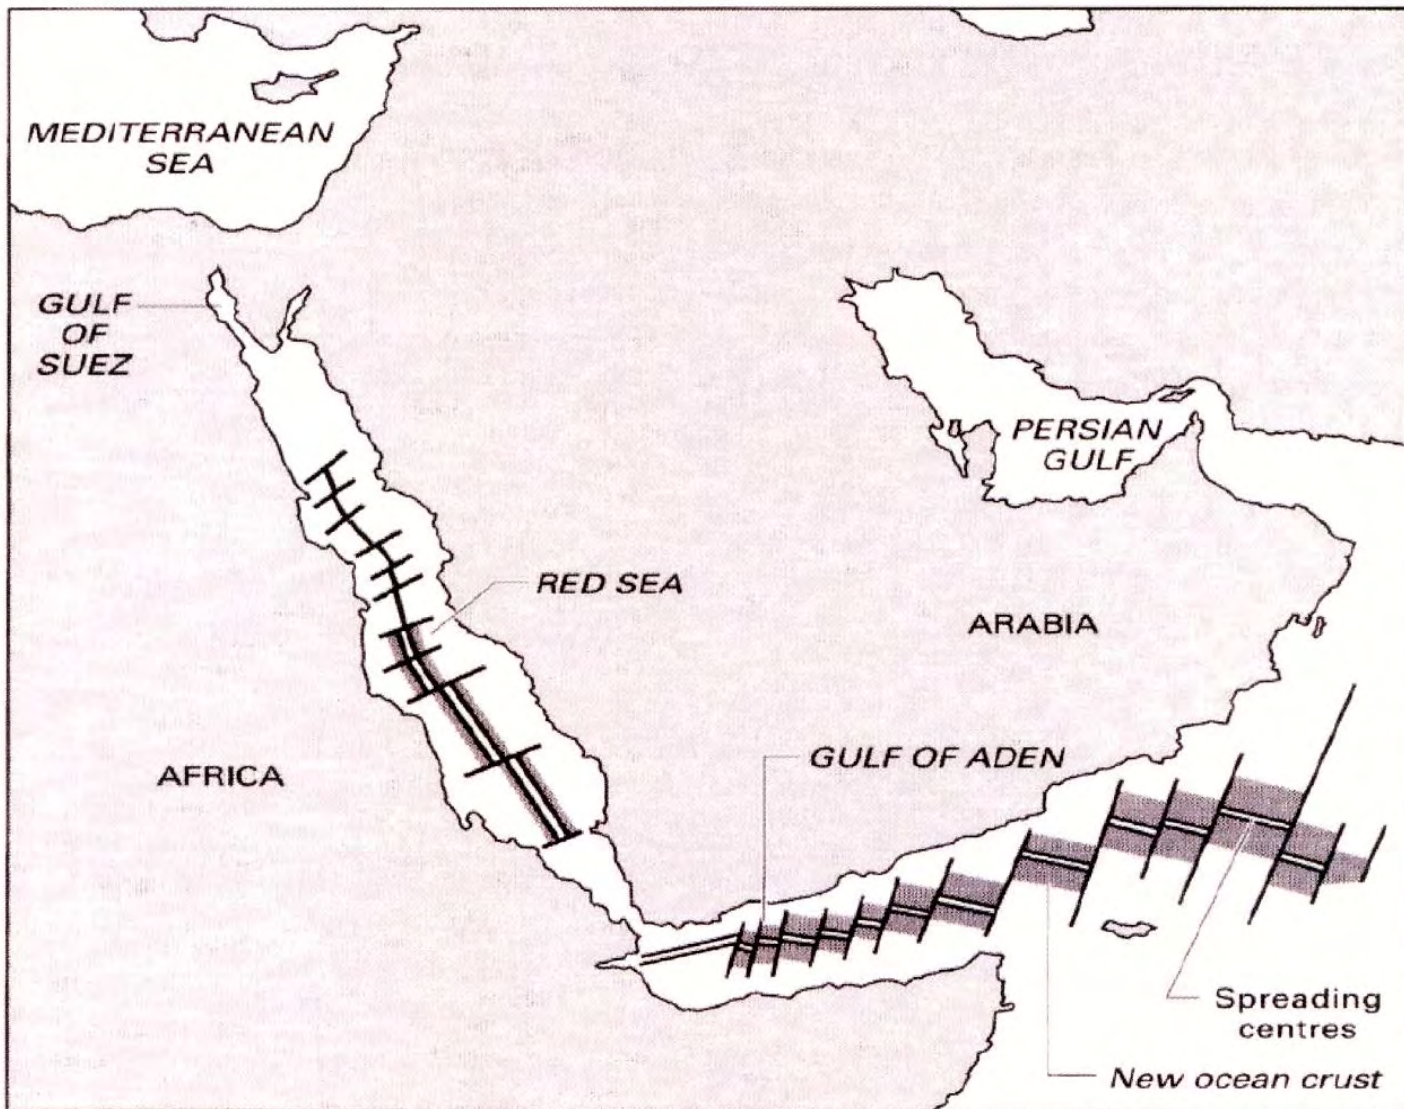 MEDITERRANEAN
SEA
GULF
OF
SUEZ
PERSIAN
GULF
RED SEA
ARABIA
AFRICA
GULF OF ADEN
Spreading
centres
New ocean crust